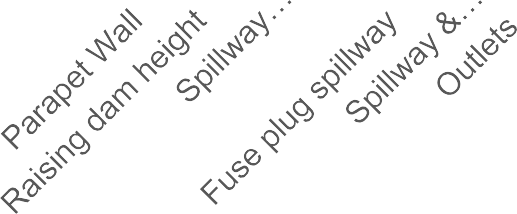 Parapet Wall
Raising dam height
Spillway…
Fuse plug spillway
Spillway &…
Outlets